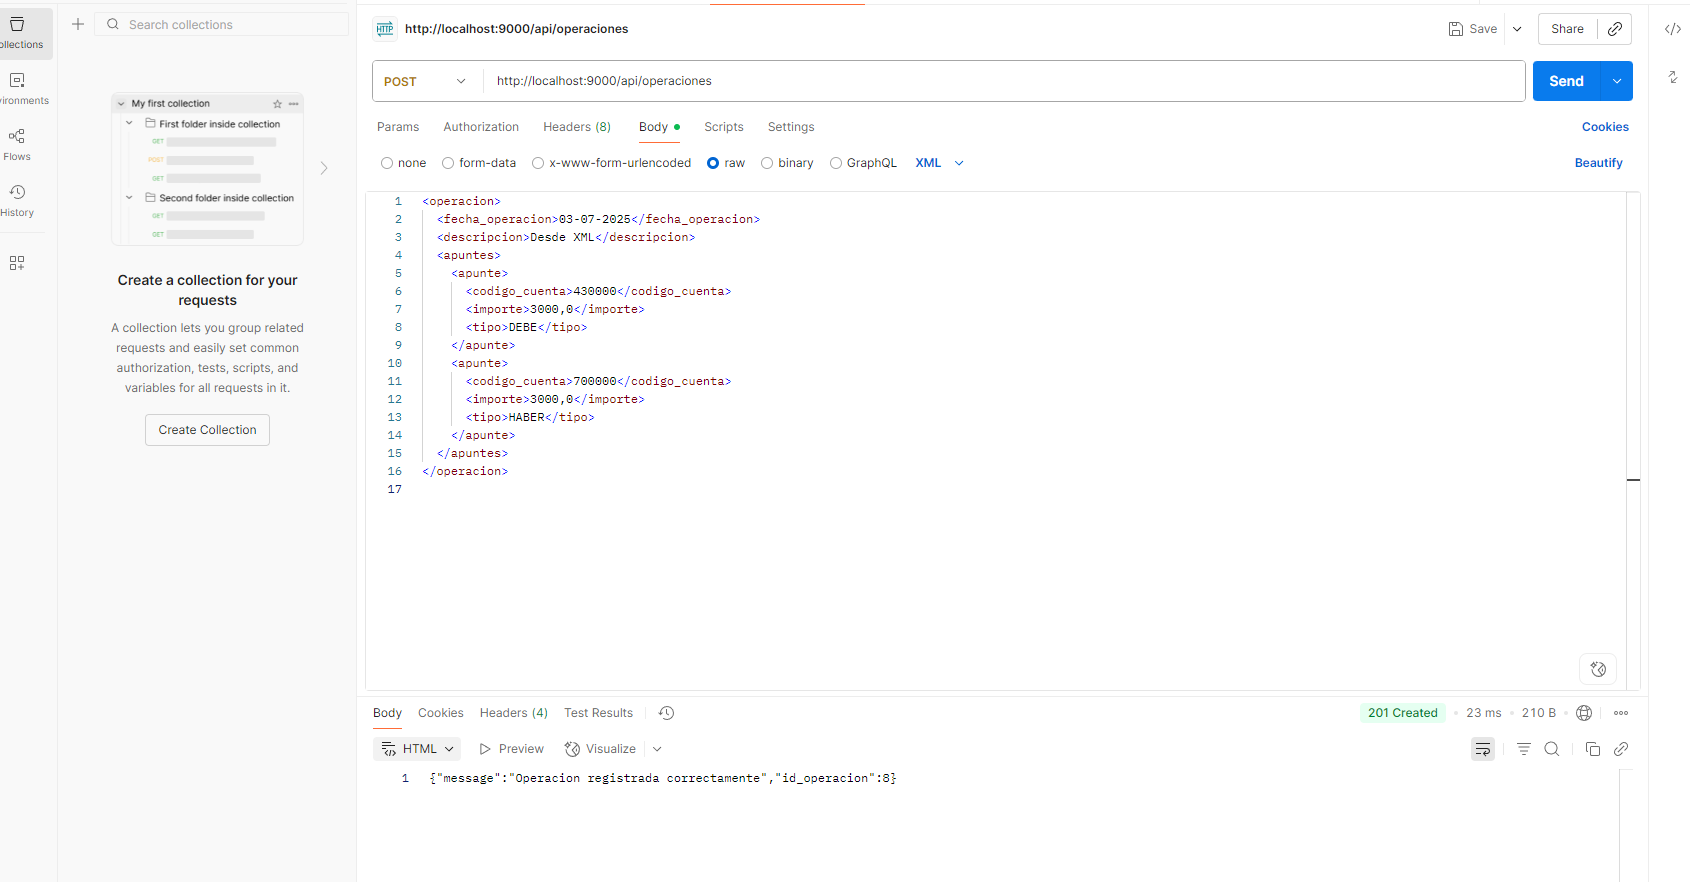 ollections
Search collections
vironments
Flows
History
My first collection
First folder inside collection
GET
POST
GET
Second folder inside collection
GET
GET
Create a collection for your
requests
A collection lets you group related
requests and easily set common
authorization, tests, scripts, and
variables for all requests in it.
Create Collection
HTTP http://localhost:9000/api/operaciones
Save
Share
POST http://localhost:9000/api/operaciones
Send
Params Authorization Headers (8) Body Scripts Settings
Cookies
none form-data x-www-form-urlencoded raw binary GraphQL XML
Beautify
1 <operacion>
2 <fecha_operacion>03-07-2025</fecha_operacion>
3 <descripcion>Desde XML</descripcion>
4 <apuntes>
5 <apunte>
6 <codigo_cuenta>430000</codigo_cuenta>
7 <importe>3000,0</importe>
8 <tipo>DEBE</tipo>
9 </apunte>
10 <apunte>
11 <codigo_cuenta>700000</codigo_cuenta>
12 <importe>3000,0</importe>
13 <tipo>HABER</tipo>
14 </apunte>
15 </apuntes>
16 </operacion>
17
Body Cookies Headers (4) Test Results
201 Created 23 ms 210 B
HTML Preview Visualize
1 {"message":"Operacion registrada correctamente","id_operacion":8}